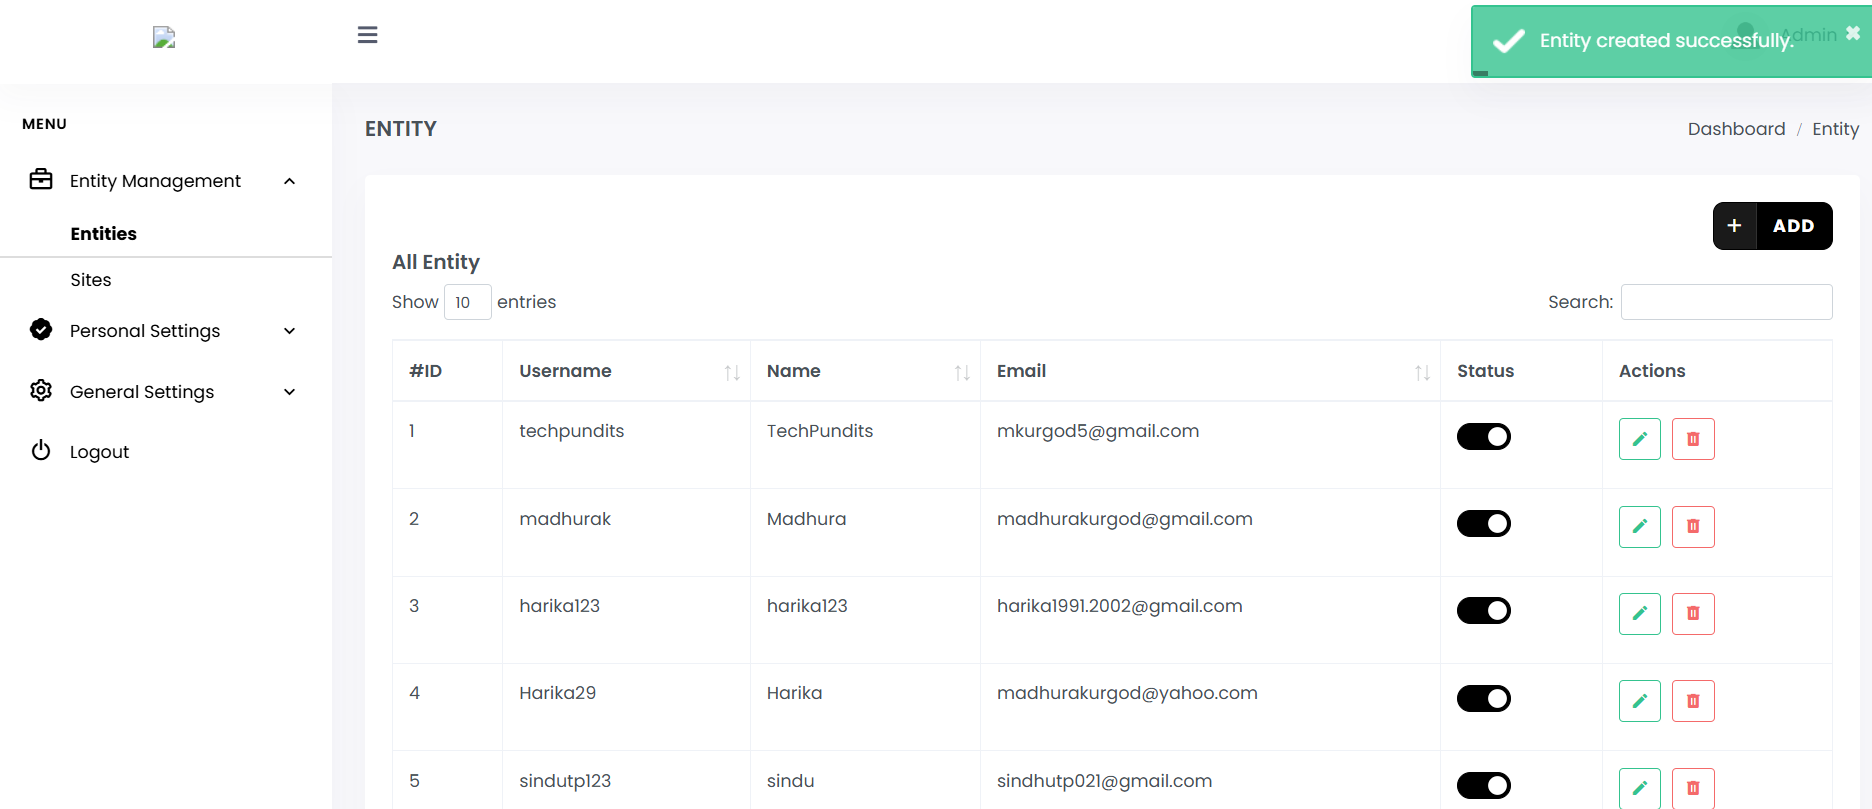 Entity created successfully.
Admin
MENU
ENTITY
Dashboard / Entity
Entity Management
Entities
Sites
Personal Settings
General Settings
Logout
+ ADD
All Entity
Show 10 entries
Search:
#ID Username Name Email Status Actions
1 techpundits TechPundits mkurgod5@gmail.com
2 madhurak Madhura madhurakurgod@gmail.com
3 harika123 harika123 harika1991.2002@gmail.com
4 Harika29 Harika madhurakurgod@yahoo.com
5 sindutp123 sindu sindhutp021@gmail.com